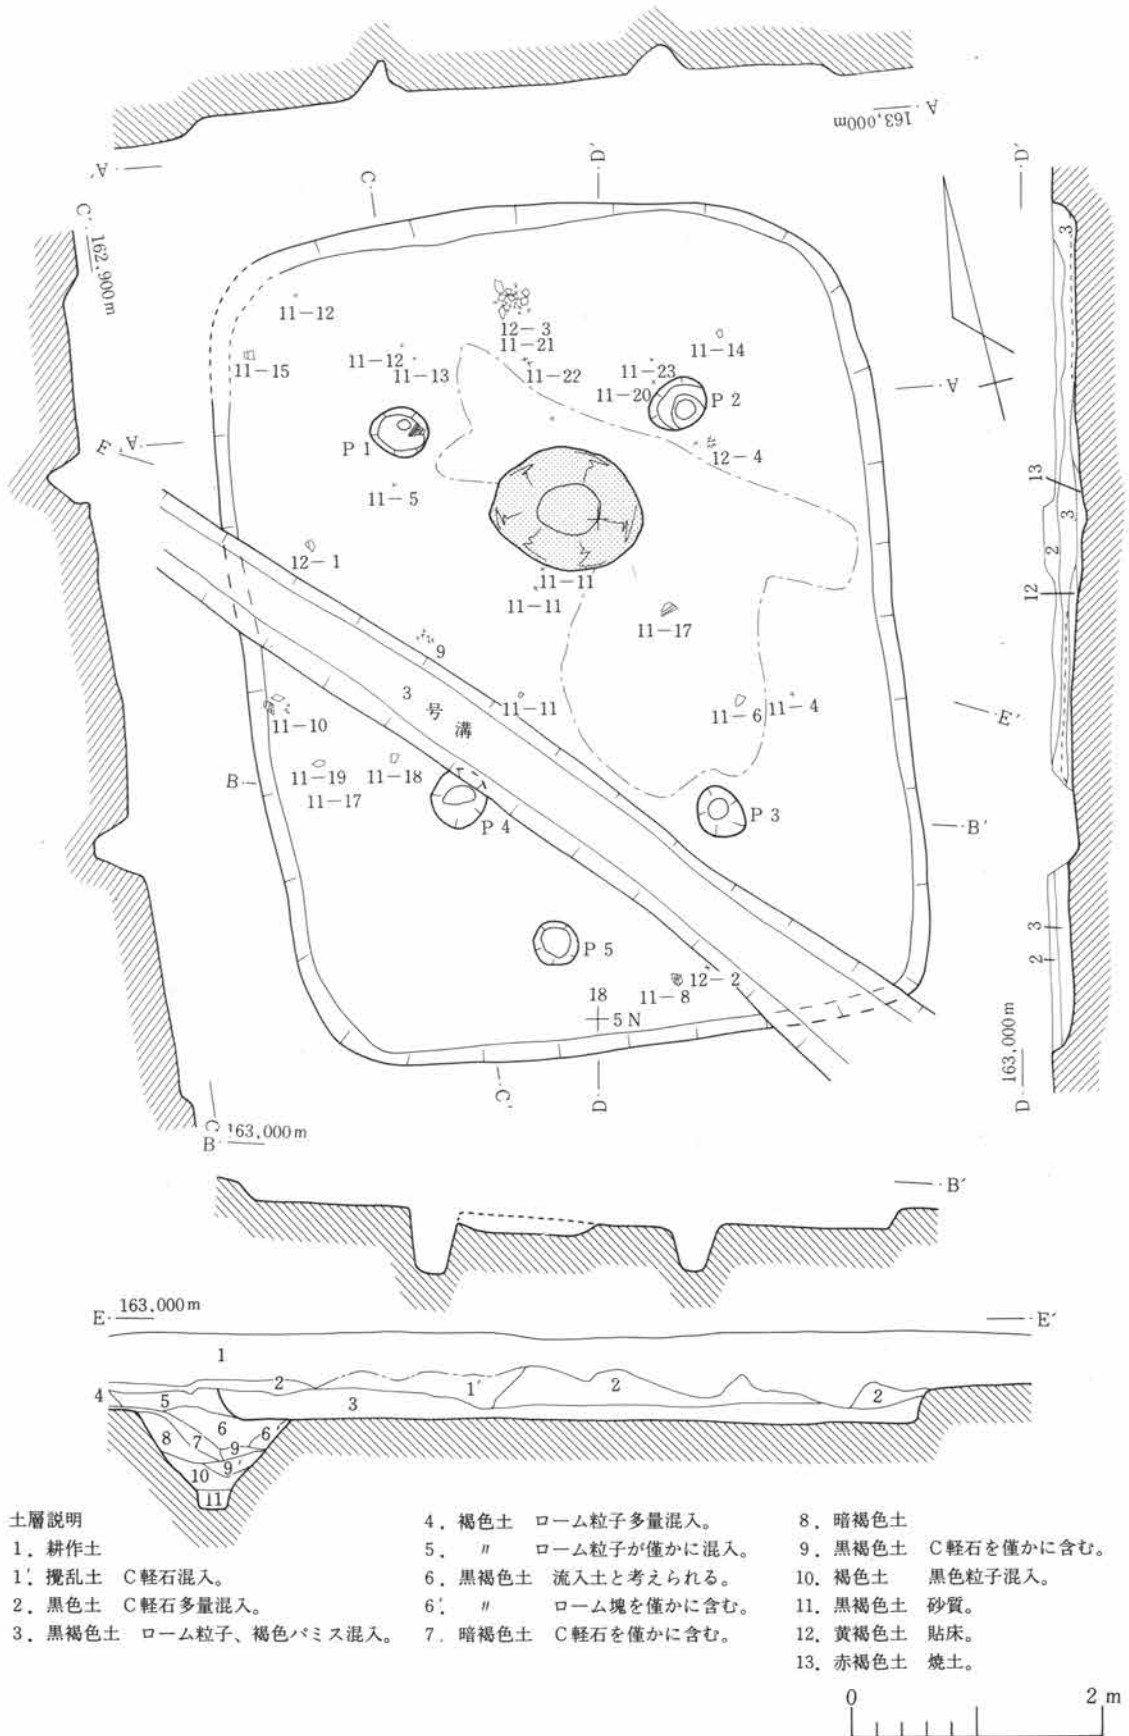 A
163,000m
A'
C'
162,900m
C
D'
D'
3
11-12
12-3
11-21
11-14
11-15
11-12
11-13
11-22
11-23
11-20
P 2
A
E
A'
P 1
12-4
11-5
13
3
2
12
12-1
11-11
11-11
11-17
9
3
号
溝
11-11
11-6
11-4
E'
11-10
B
11-19
11-18
11-17
P 4
P 3
B'
P 5
3
2
12-2
11-8
18
5 N
C'
D
163,000m
D
C
B
163,000m
B'
E
163,000m
E'
1
2
1'
2
2
4
5
3
6
6
8
7
9
10
9'
11
土層説明
1. 耕作土
1'. 攪乱土 C軽石混入。
2. 黒色土 C軽石多量混入。
3. 黒褐色土 ローム粒子、褐色パミス混入。
4. 褐色土 ローム粒子多量混入。
5. 〃 ローム粒子が僅かに混入。
6. 黒褐色土 流入土と考えられる。
6'. 〃 ローム塊を僅かに含む。
7. 暗褐色土 C軽石を僅かに含む。
8. 暗褐色土
9. 黒褐色土 C軽石を僅かに含む。
10. 褐色土 黒色粒子混入。
11. 黒褐色土 砂質。
12. 黄褐色土 貼床。
13. 赤褐色土 焼土。
0 2 m